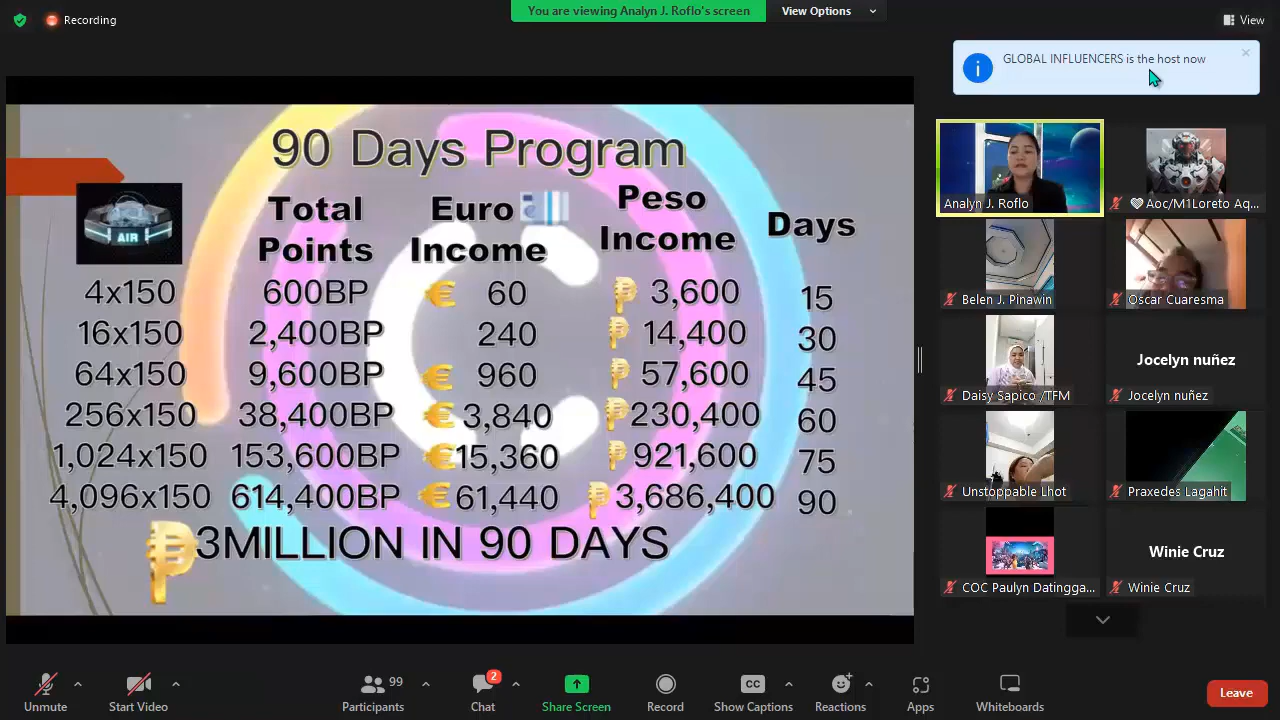 Recording
You are viewing Analyn J. Roflo's screen
View Options
View
GLOBAL INFLUENCERS is the host now
90 Days Program
AIR
Total Points
Euro Income
Peso Income
Days
4x150 600BP € 60 ₱ 3,600 15
16x150 2,400BP 240 ₱ 14,400 30
64x150 9,600BP € 960 ₱ 57,600 45
256x150 38,400BP € 3,840 ₱ 230,400 60
1,024x150 153,600BP € 15,360 ₱ 921,600 75
4,096x150 614,400BP € 61,440 ₱ 3,686,400 90
₱3MILLION IN 90 DAYS
Analyn J. Roflo
Aoc/M1Loreto Aq...
Belen J. Pinawin
Oscar Cuaresma
Daisy Sapico /TFM
Jocelyn nuñez
Jocelyn nuñez
Unstoppable Lhot
Praxedes Lagahit
COC Paulyn Datingga...
Winie Cruz
Winie Cruz
Unmute
Start Video
99
Participants
2
Chat
Share Screen
Record
CC
Show Captions
Reactions
Apps
Whiteboards
Leave